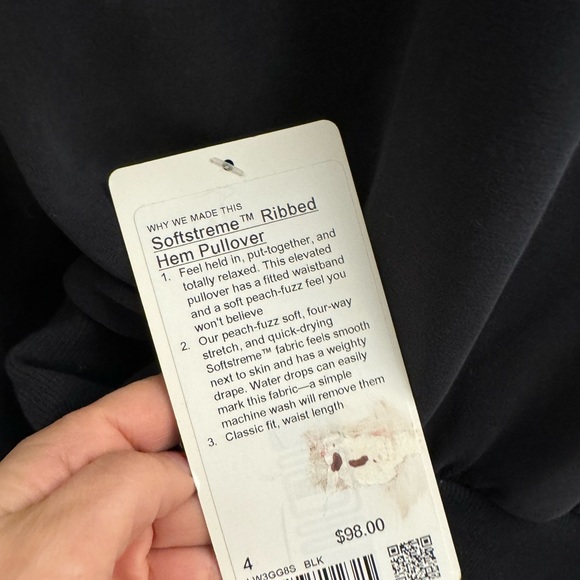 WHY WE MADE THIS
Softstreme™ Ribbed
Hem Pullover
1. Feel held in, put-together, and
totally relaxed. This elevated
pullover has a fitted waistband
and a soft peach-fuzz feel you
won't believe
2. Our peach-fuzz soft, four-way
stretch, and quick-drying
Softstreme™ fabric feels smooth
next to skin and has a weighty
drape. Water drops can easily
mark this fabric—a simple
machine wash will remove them
3. Classic fit, waist length
$98.00
4
LW3GG8S BLK